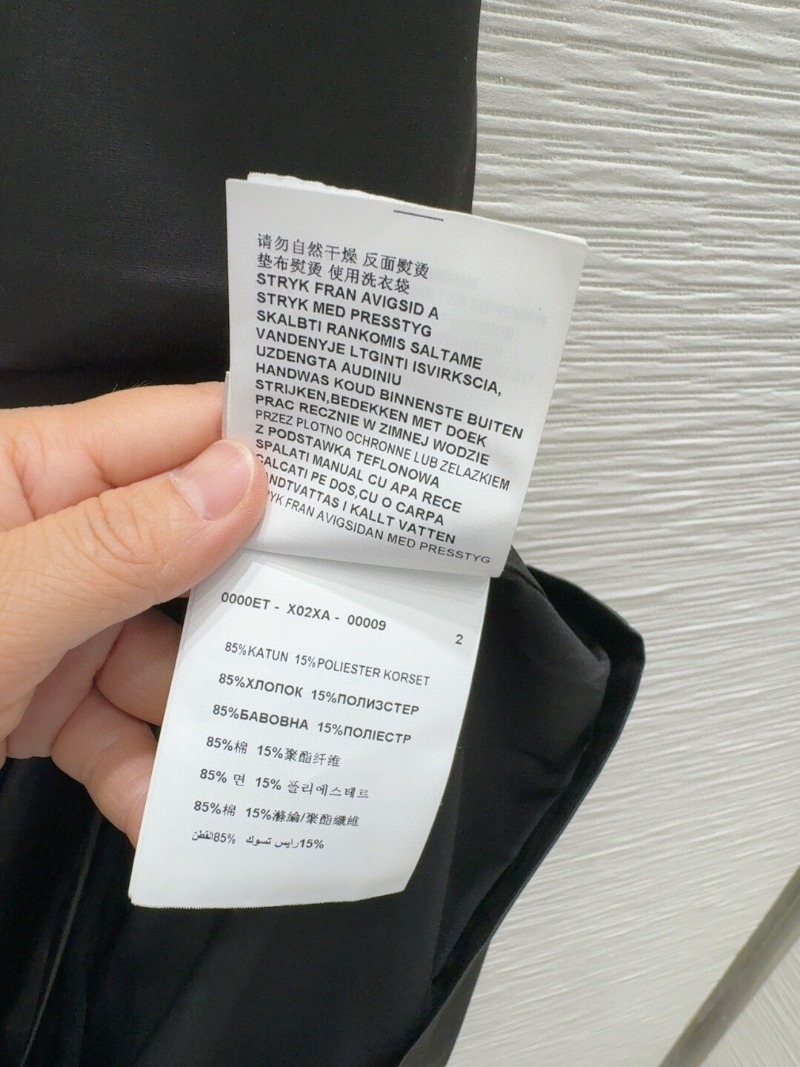 请勿自然干燥 反面熨烫
垫布熨烫 使用洗衣袋
STRYK FRAN AVIGSID A
STRYK MED PRESSTYG
SKALBTI RANKOMIS SALTAME
VANDENYJE LTGINTI ISVIRKSCIA,
UZDENGTA AUDINIU
HANDWAS KOUD BINNENSTE BUITEN
STRIJKEN,BEDEKKEN MET DOEK
PRAC RECZNIE W ZIMNEJ WODZIE
PRZEZ PLOTNO OCHRONNE LUB ZELAZKIEM
Z PODSTAWKA TEFLONOWA
SPALATI MANUAL CU APA RECE
CALCATI PE DOS,CU O CARPA
I KALLT VATTEN
FRAN AVIGSIDAN MED PRESSTYG
0000ET - X02XA - 00009
2
85%KATUN 15%POLIESTER KORSET
85%ХЛОПОК 15%ПОЛИЗСТЕР
85%БАВОВНА 15%ПОЛІЕСТР
85%棉 15%聚酯纤维
85% 면 15% 폴리에스테르
85%棉 15%滌綸/聚酯纖維
85%القطن 15%رايس تسوك